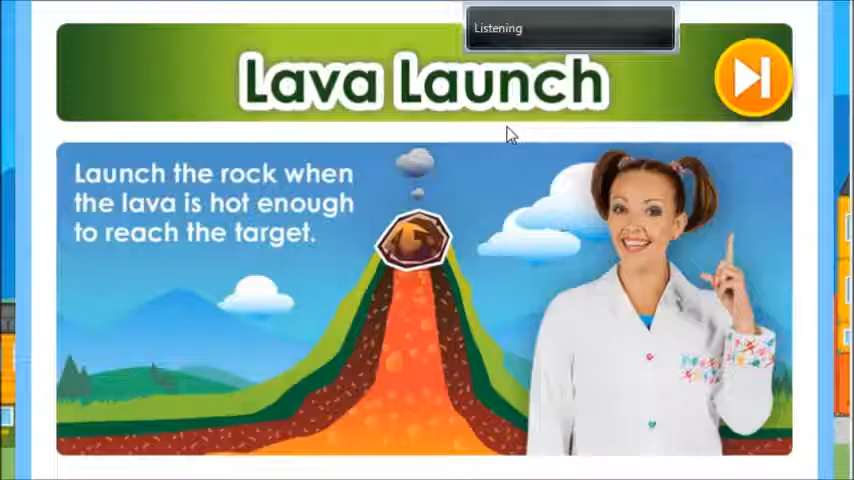 Listening
Lava Launch
Launch the rock when
the lava is hot enough
to reach the target.